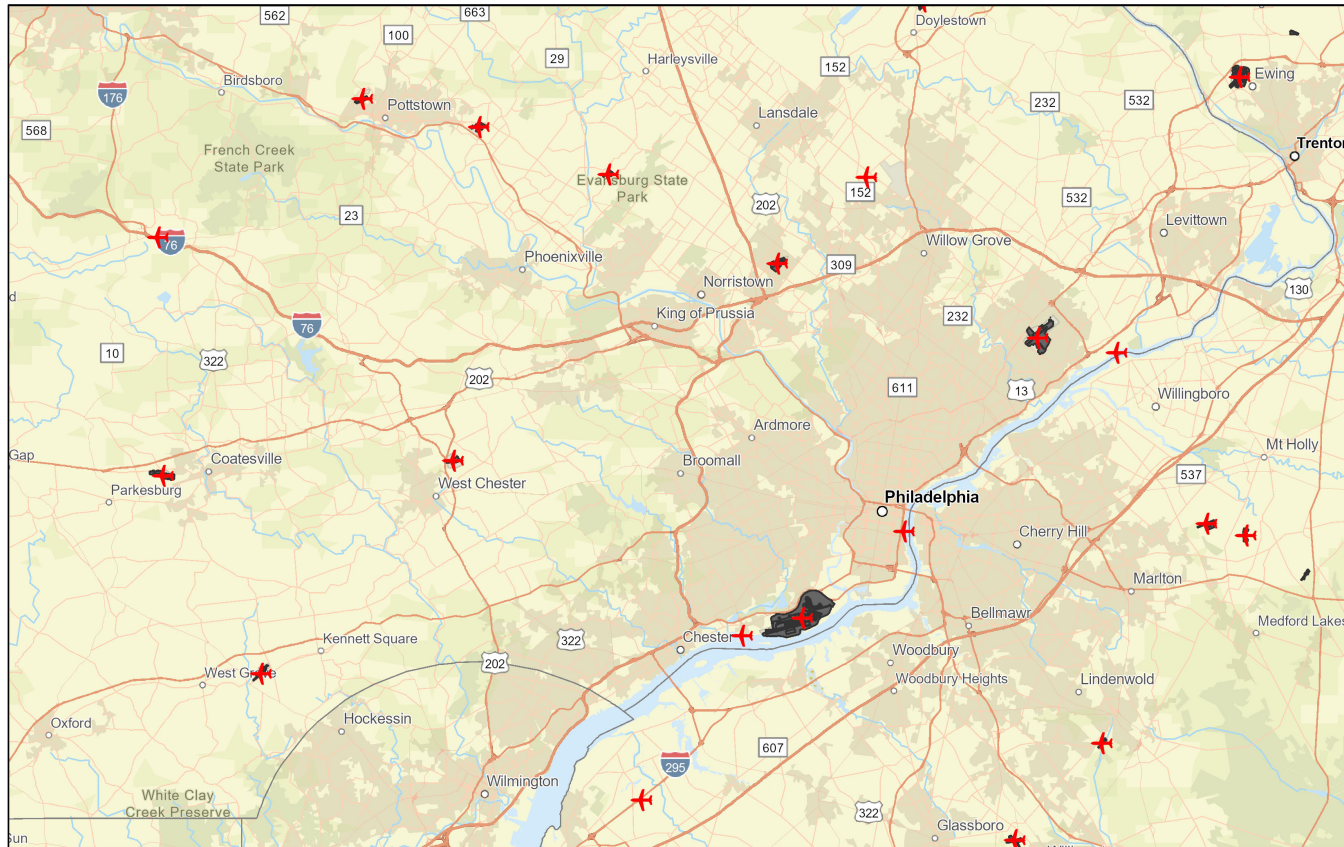 562
663
Doylestown
100
29
Harleysville
152
Ewing
Birdsboro
176
Pottstown
232
532
Lansdale
568
French Creek
State Park
Trenton
Evansburg State
Park
152
532
23
202
Levittown
76
Willow Grove
Phoenixville
309
Norristown
130
King of Prussia
232
76
10
322
202
611
13
Willingboro
Ardmore
Gap
Coatesville
Broomall
Mt Holly
537
Parkesburg
West Chester
Philadelphia
Cherry Hill
Marlton
Bellmawr
Medford Lakes
Kennett Square
322
Chester
202
Woodbury
West Grove
Woodbury Heights
Lindenwold
Oxford
Hockessin
607
295
Wilmington
White Clay
Creek Preserve
322
Glassboro